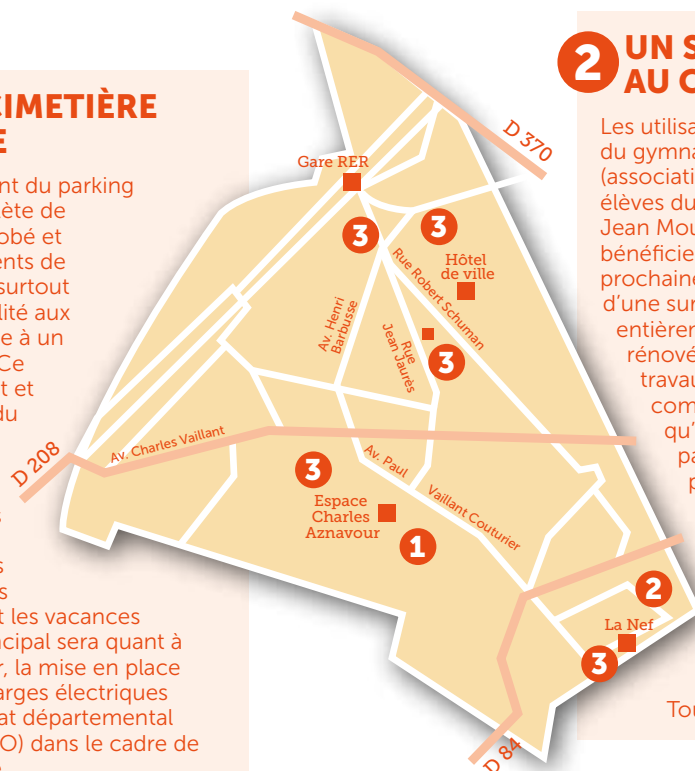 IMETIÈRE
nt du parking
ète de
obé et
ents de
surtout
lité aux
e à un
Ce
t et
du
s
s
s
t les vacances
ncipal sera quant à
r, la mise en place
arges électriques
at départemental
O) dans le cadre de
Gare RER
D 370
3
3
Hôtel
de ville
Rue Robert Schuman
Av. Henri
Barbusse
Rue
Jean Jaurès
3
Av. Charles Vaillant
D 208
3
Av. Paul
Vaillant Couturier
Espace
Charles
Aznavour
1
2
La Nef
3
D 84
2
UN S
AU C
Les utilisa
du gymna
(associati
élèves du
Jean Mou
bénéficie
prochaine
d'une sur
entièrem
rénové
travau
com
qu'
pa
p
Tou